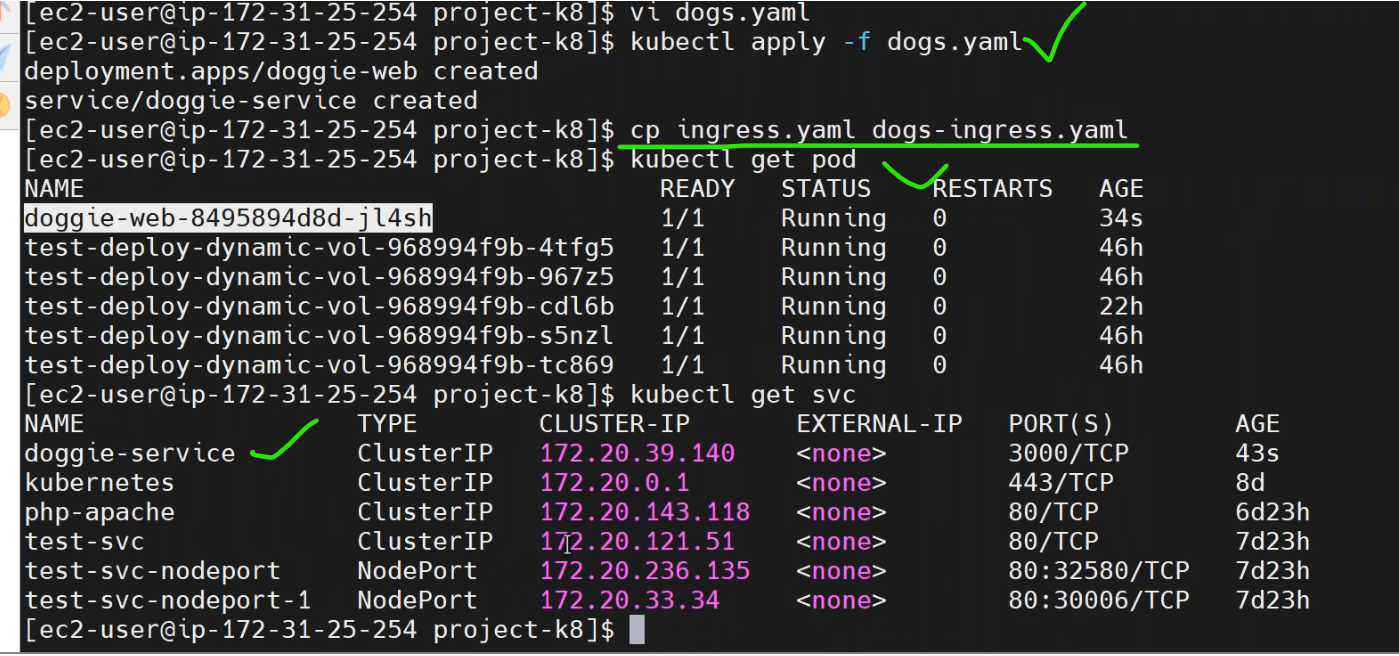 [ec2-user@ip-172-31-25-254 project-k8]$ vi dogs.yaml
[ec2-user@ip-172-31-25-254 project-k8]$ kubectl apply -f dogs.yaml
deployment.apps/doggie-web created
service/doggie-service created
[ec2-user@ip-172-31-25-254 project-k8]$ cp ingress.yaml dogs-ingress.yaml
[ec2-user@ip-172-31-25-254 project-k8]$ kubectl get pod
NAME READY STATUS RESTARTS AGE
doggie-web-8495894d8d-jl4sh 1/1 Running 0 34s
test-deploy-dynamic-vol-968994f9b-4tfg5 1/1 Running 0 46h
test-deploy-dynamic-vol-968994f9b-967z5 1/1 Running 0 46h
test-deploy-dynamic-vol-968994f9b-cdl6b 1/1 Running 0 22h
test-deploy-dynamic-vol-968994f9b-s5nzl 1/1 Running 0 46h
test-deploy-dynamic-vol-968994f9b-tc869 1/1 Running 0 46h
[ec2-user@ip-172-31-25-254 project-k8]$ kubectl get svc
NAME TYPE CLUSTER-IP EXTERNAL-IP PORT(S) AGE
doggie-service ClusterIP 172.20.39.140 <none> 3000/TCP 43s
kubernetes ClusterIP 172.20.0.1 <none> 443/TCP 8d
php-apache ClusterIP 172.20.143.118 <none> 80/TCP 6d23h
test-svc ClusterIP 172.20.121.51 <none> 80/TCP 7d23h
test-svc-nodeport NodePort 172.20.236.135 <none> 80:32580/TCP 7d23h
test-svc-nodeport-1 NodePort 172.20.33.34 <none> 80:30006/TCP 7d23h
[ec2-user@ip-172-31-25-254 project-k8]$